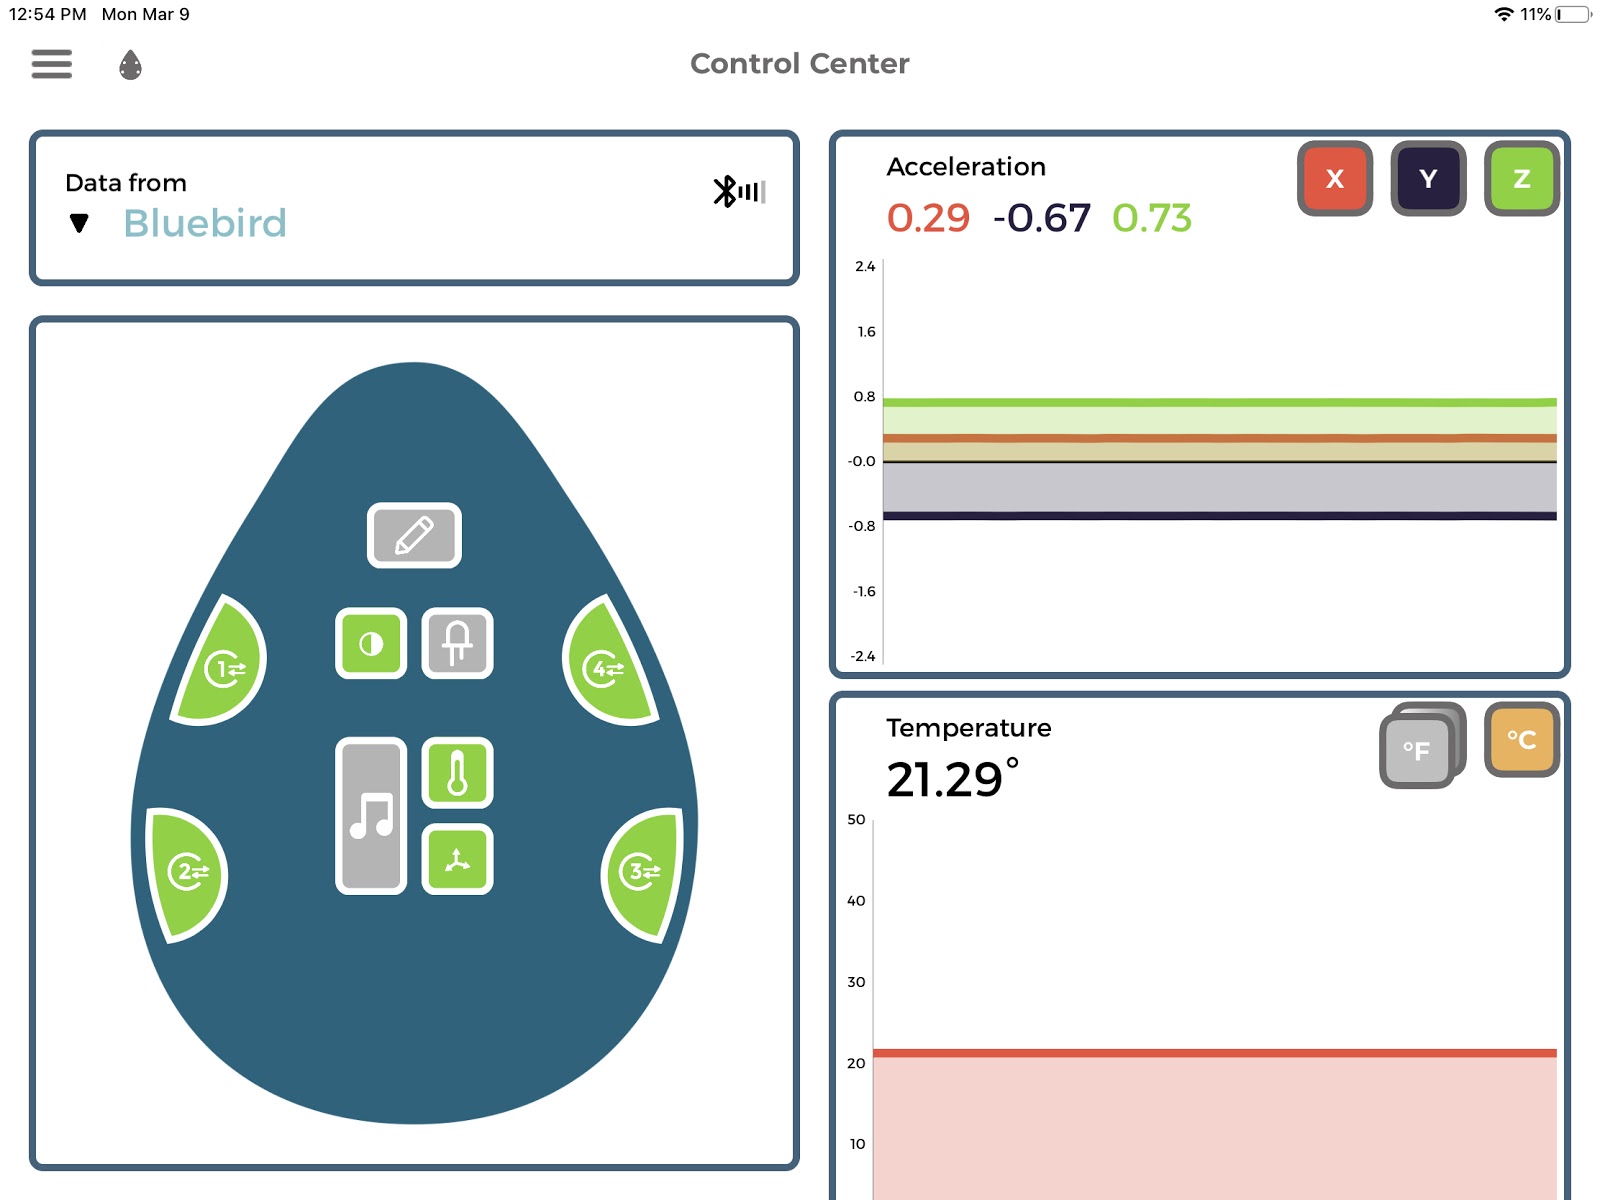 12:54 PM Mon Mar 9
11%
Control Center
Data from
Bluebird
1
4
2
3
Acceleration
X Y Z
0.29 -0.67 0.73
2.4
1.6
0.8
-0.0
-0.8
-1.6
-2.4
Temperature
°F °C
21.29°
50
40
30
20
10